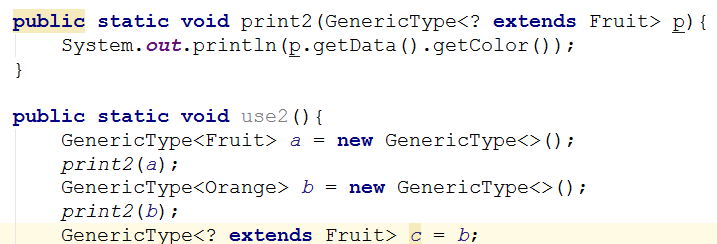 public static void print2(GenericType<? extends Fruit> p){
    System.out.println(p.getData().getColor());
}

public static void use2(){
    GenericType<Fruit> a = new GenericType<>();
    print2(a);
    GenericType<Orange> b = new GenericType<>();
    print2(b);
    GenericType<? extends Fruit> c = b;